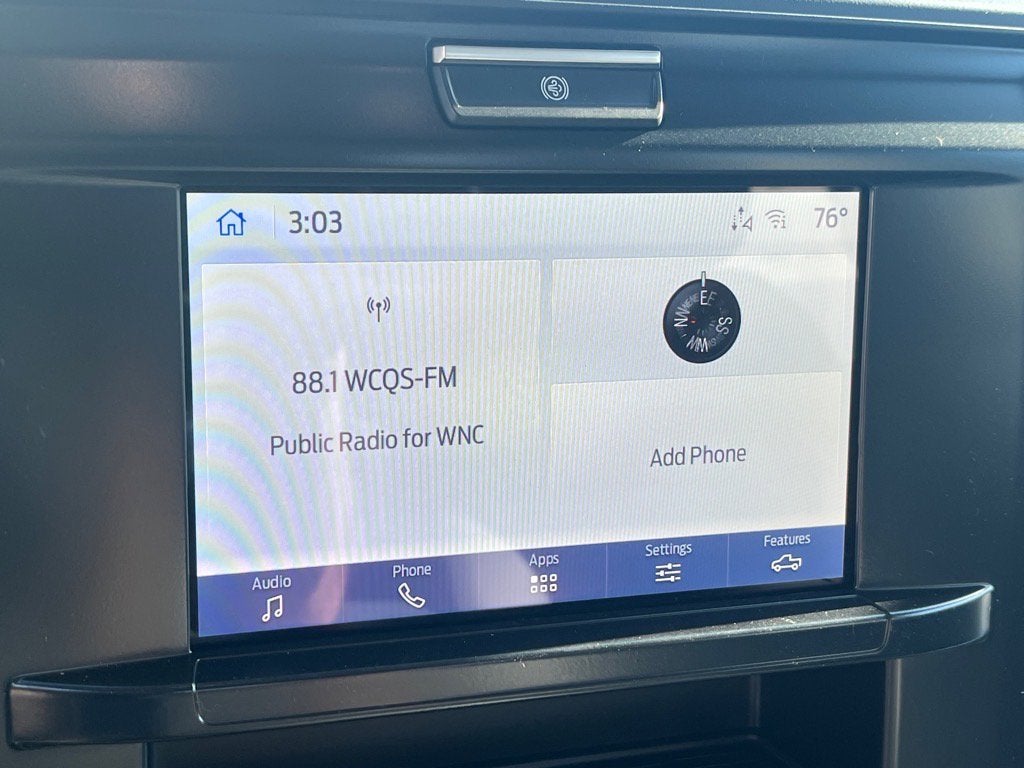 3:03
76°
88.1 WCQS-FM
Public Radio for WNC
E
N
S
W
Add Phone
Audio
Phone
Apps
Settings
Features